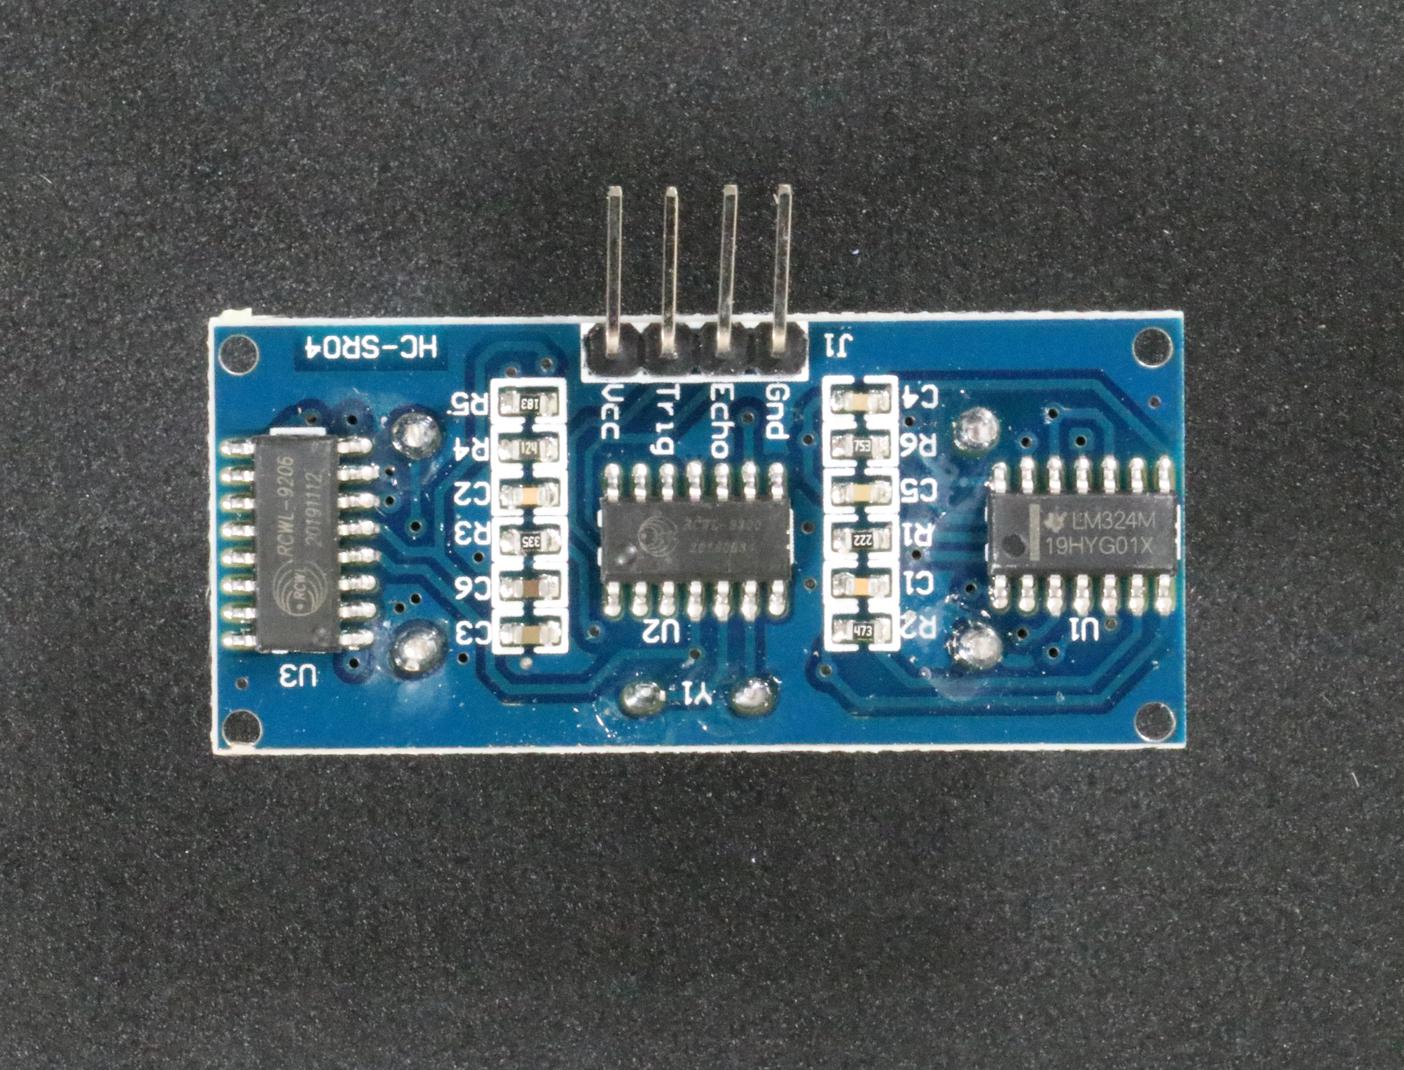 HC-SR04
J1
Vcc
Trig
Echo
Gnd
R5
183
R4
124
C2
R3
335
C6
C3
C4
R6
753
C5
R1
222
C1
R2
473
RCWL-9206
20191112
RCWL
U3
U2
Y1
LM324M
19HYG01X
U1